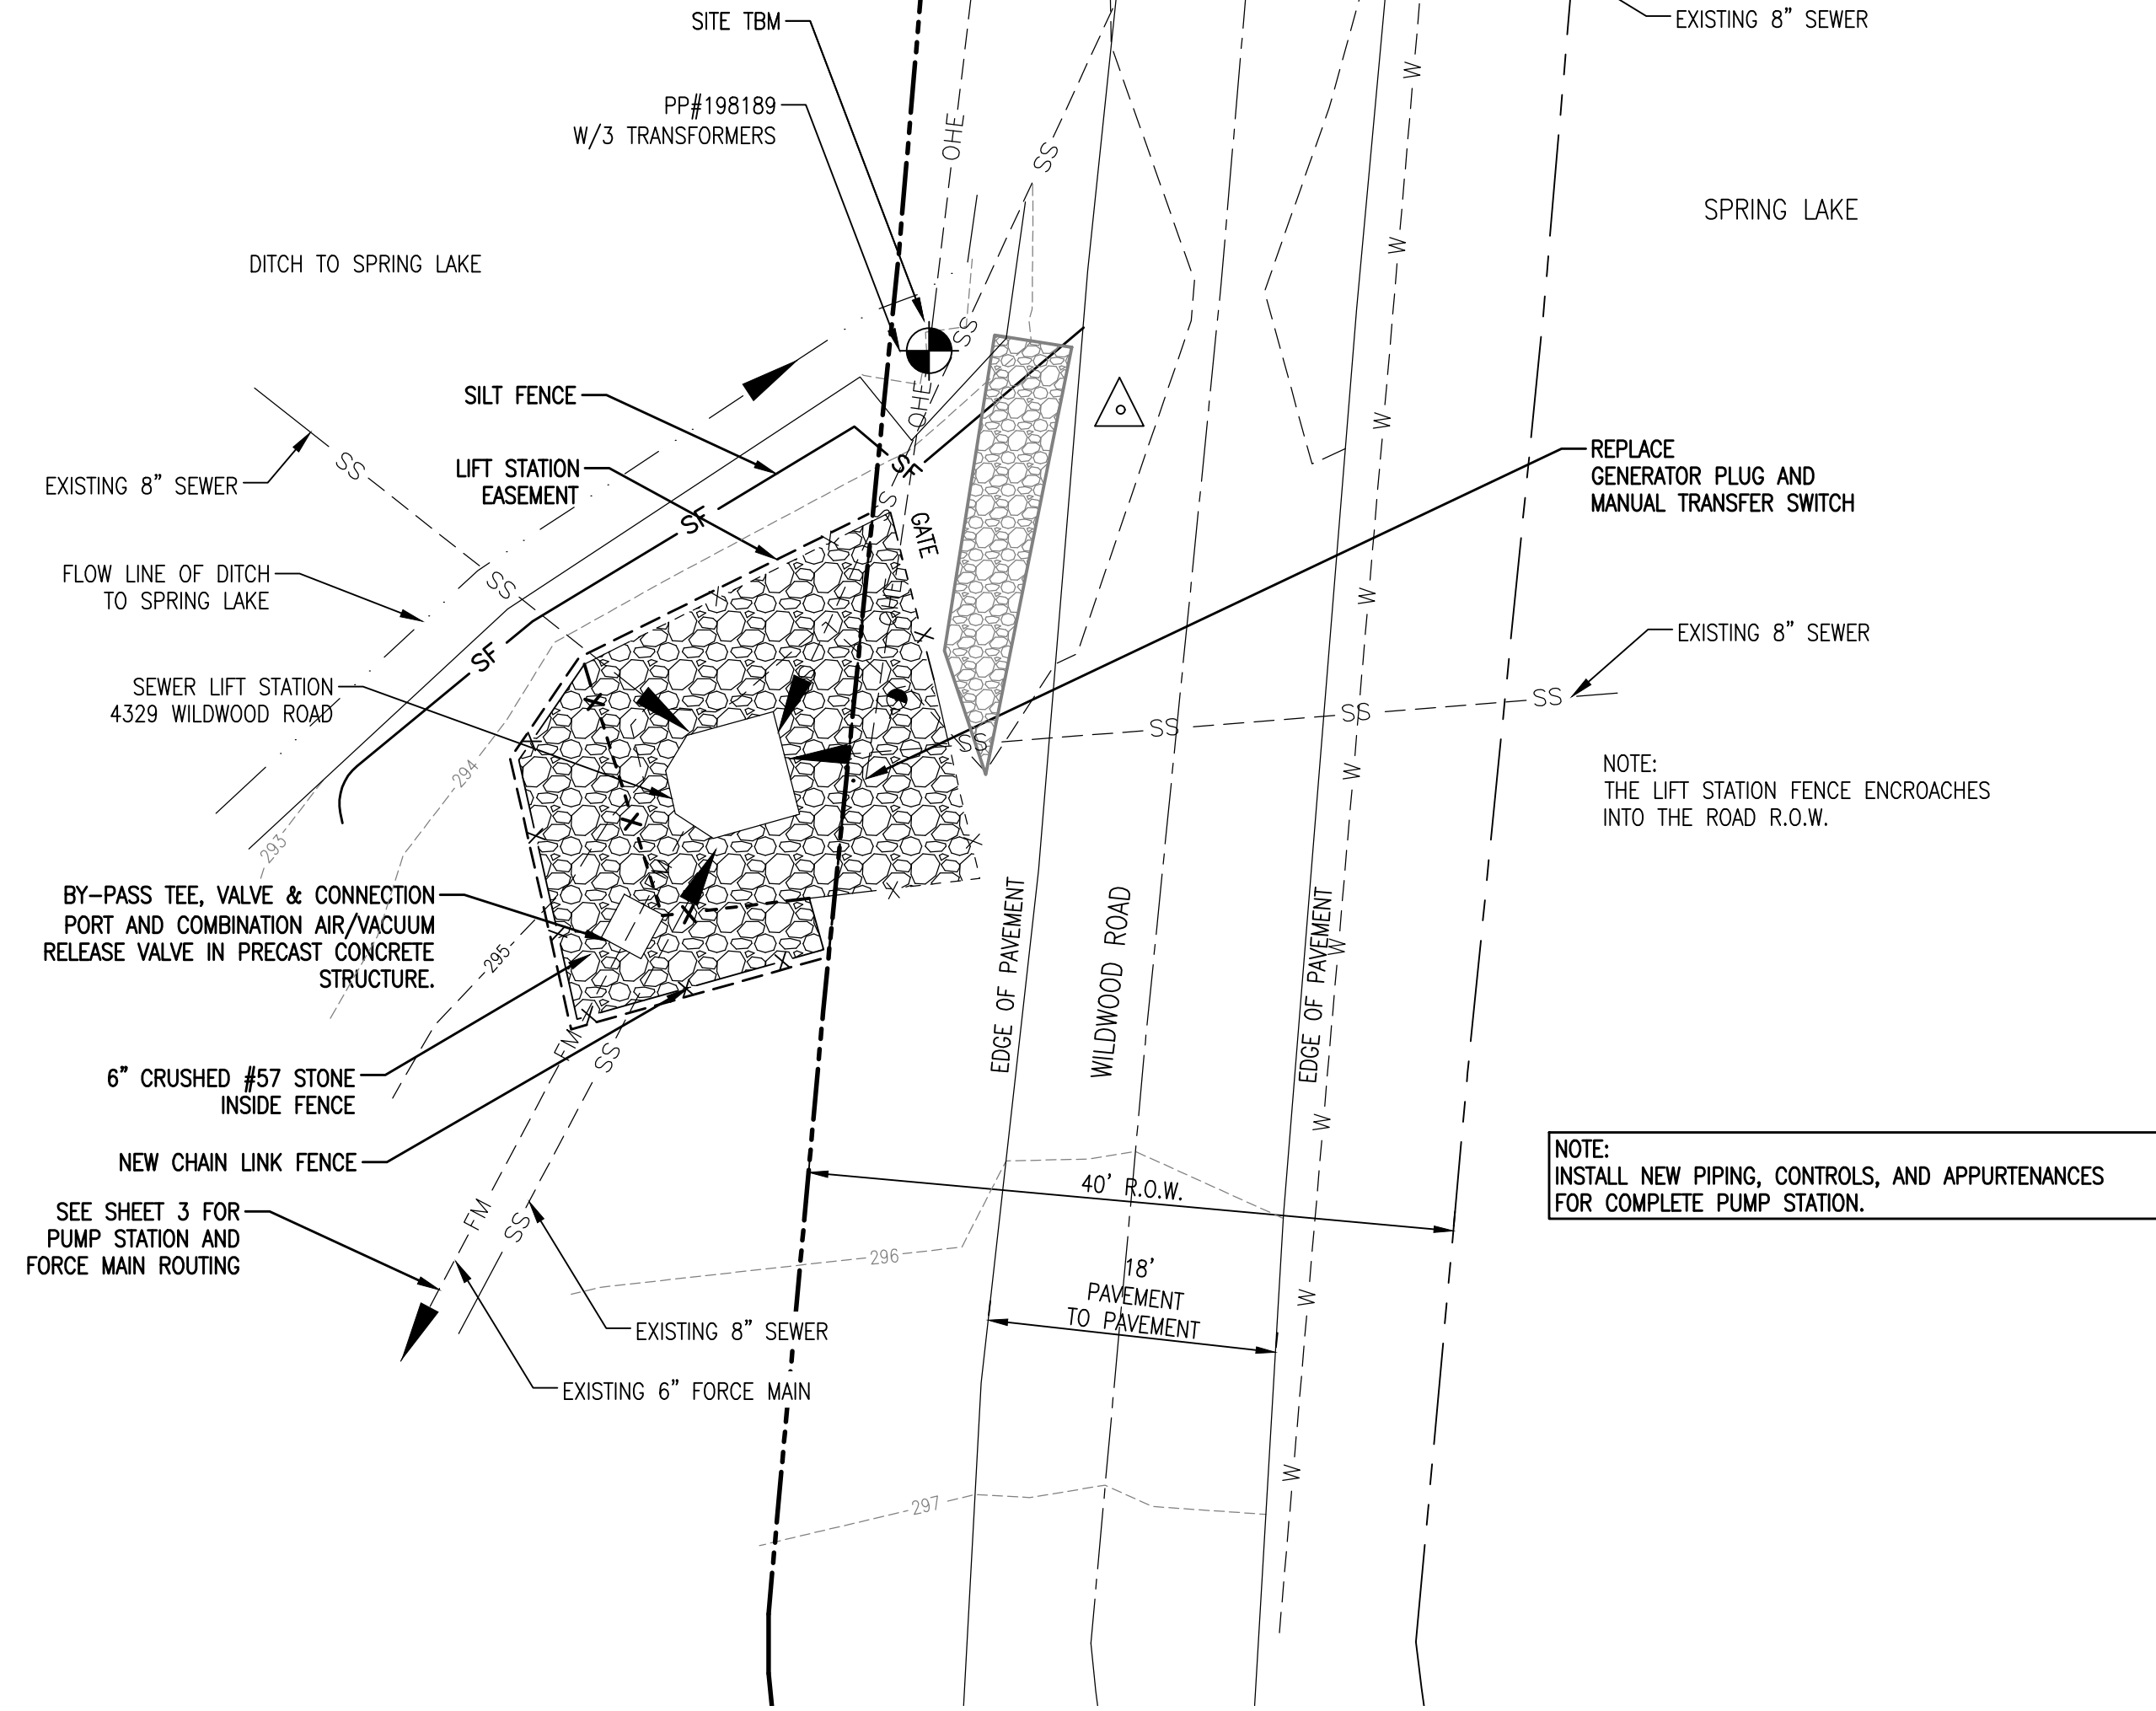 SITE TBM
EXISTING 8” SEWER
PP#198189
W/3 TRANSFORMERS
OHE
SS
W
SPRING LAKE
W
DITCH TO SPRING LAKE
SS
OHE
SILT FENCE
W
REPLACE
GENERATOR PLUG AND
MANUAL TRANSFER SWITCH
LIFT STATION
EASEMENT
SS
SF
EXISTING 8” SEWER
SS
SF
GATE
FLOW LINE OF DITCH
TO SPRING LAKE
SS
W
EXISTING 8” SEWER
SF
SEWER LIFT STATION
4329 WILDWOOD ROAD
X
SS
SS
SS
SS
294
W
NOTE:
THE LIFT STATION FENCE ENCROACHES
INTO THE ROAD R.O.W.
X
293
BY-PASS TEE, VALVE & CONNECTION
PORT AND COMBINATION AIR/VACUUM
RELEASE VALVE IN PRECAST CONCRETE
STRUCTURE.
X
295
EDGE OF PAVEMENT
WILDWOOD ROAD
EDGE OF PAVEMENT
W
FM
SS
6” CRUSHED #57 STONE
INSIDE FENCE
W
NEW CHAIN LINK FENCE
NOTE:
INSTALL NEW PIPING, CONTROLS, AND APPURTENANCES
FOR COMPLETE PUMP STATION.
40' R.O.W.
SEE SHEET 3 FOR
PUMP STATION AND
FORCE MAIN ROUTING
FM
SS
296
18'
PAVEMENT
TO PAVEMENT
W
EXISTING 8” SEWER
EXISTING 6” FORCE MAIN
W
297